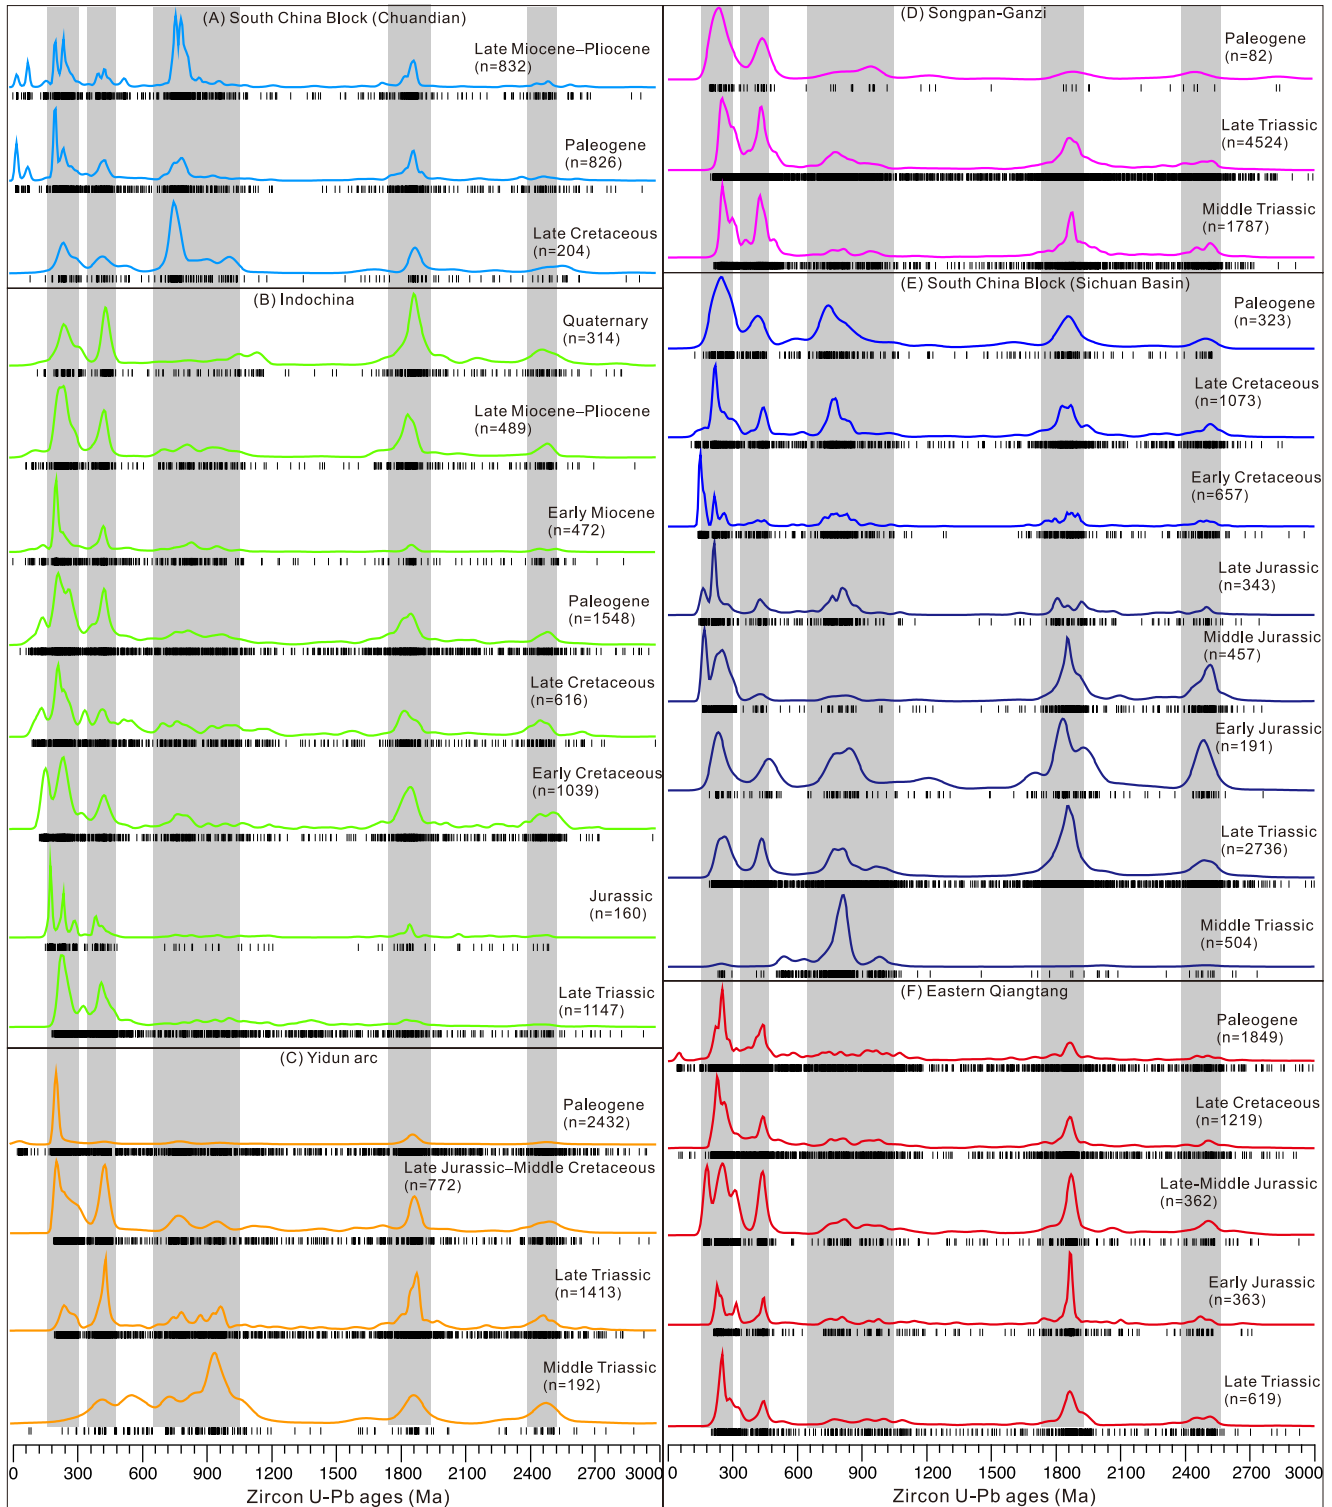 (A) South China Block (Chuandian)
Late Miocene–Pliocene
(n=832)
Paleogene
(n=826)
Late Cretaceous
(n=204)
(B) Indochina
Quaternary
(n=314)
Late Miocene–Pliocene
(n=489)
Early Miocene
(n=472)
Paleogene
(n=1548)
Late Cretaceous
(n=616)
Early Cretaceous
(n=1039)
Jurassic
(n=160)
Late Triassic
(n=1147)
(C) Yidun arc
Paleogene
(n=2432)
Late Jurassic–Middle Cretaceous
(n=772)
Late Triassic
(n=1413)
Middle Triassic
(n=192)
0 300 600 900 1200 1500 1800 2100 2400 2700 3000
Zircon U-Pb ages (Ma)
(D) Songpan-Ganzi
Paleogene
(n=82)
Late Triassic
(n=4524)
Middle Triassic
(n=1787)
(E) South China Block (Sichuan Basin)
Paleogene
(n=323)
Late Cretaceous
(n=1073)
Early Cretaceous
(n=657)
Late Jurassic
(n=343)
Middle Jurassic
(n=457)
Early Jurassic
(n=191)
Late Triassic
(n=2736)
Middle Triassic
(n=504)
(F) Eastern Qiangtang
Paleogene
(n=1849)
Late Cretaceous
(n=1219)
Late-Middle Jurassic
(n=362)
Early Jurassic
(n=363)
Late Triassic
(n=619)
0 300 600 900 1200 1500 1800 2100 2400 2700 3000
Zircon U-Pb ages (Ma)